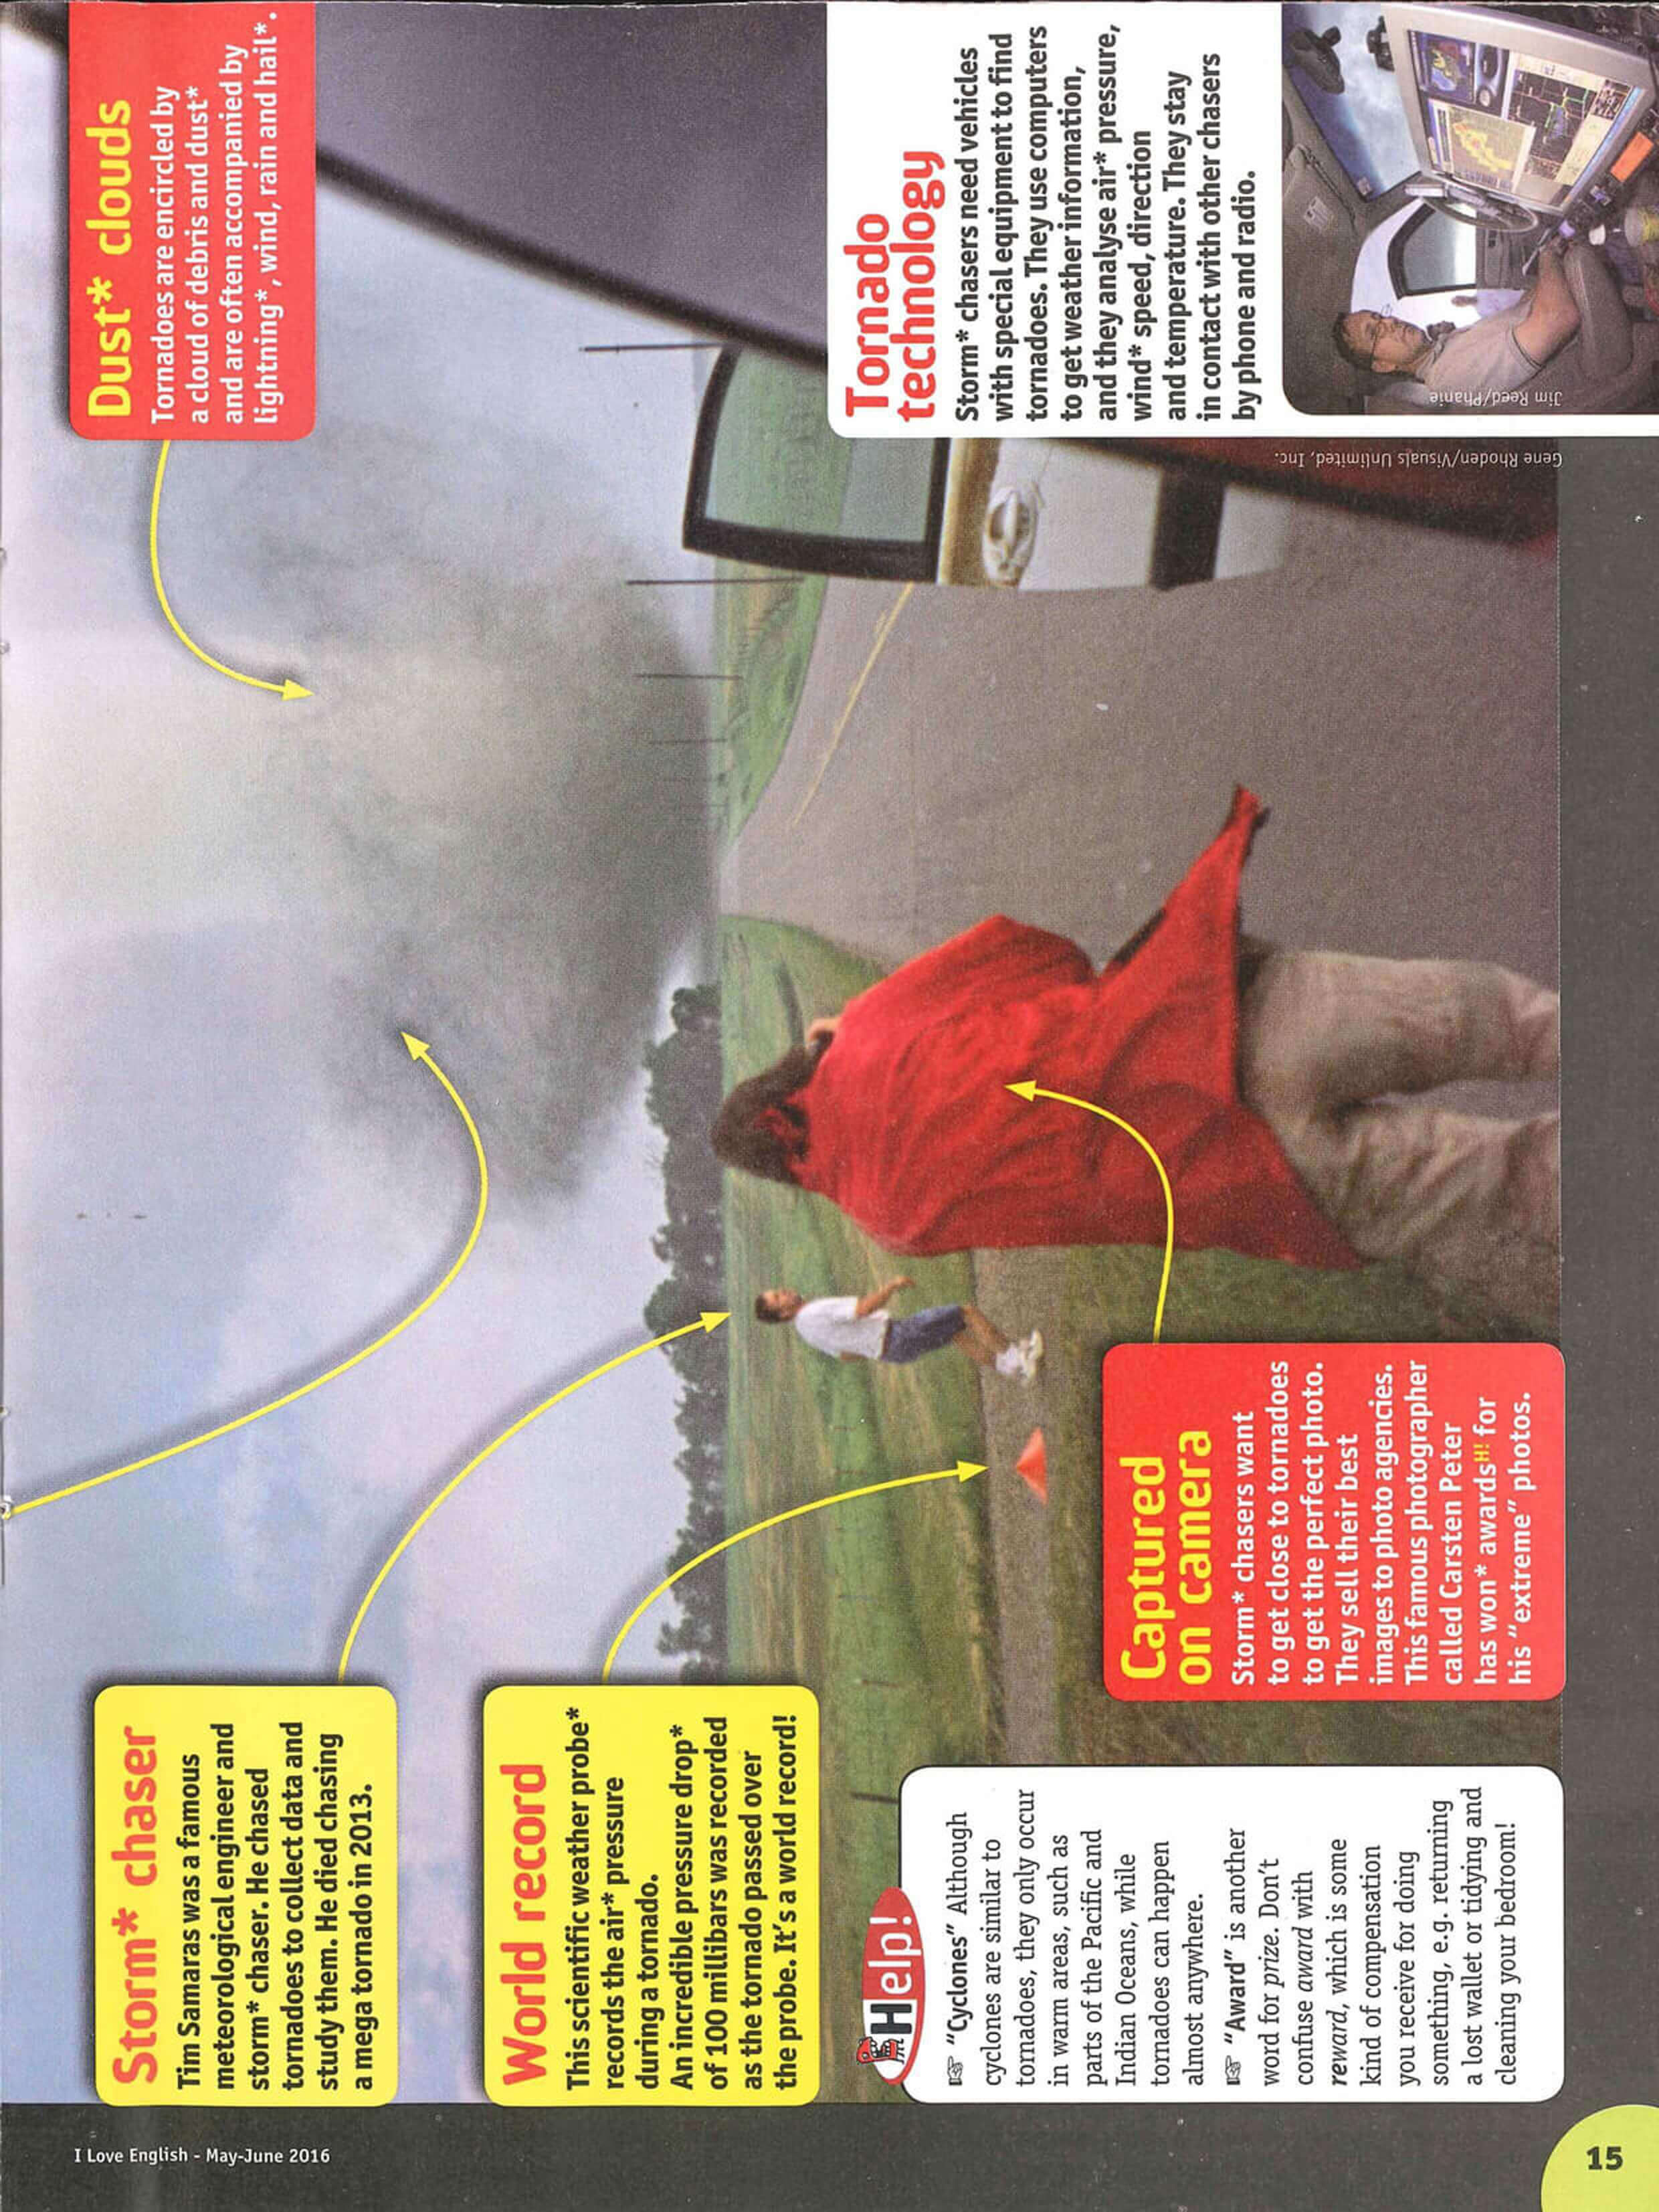 Storm* chaser
Tim Samaras was a famous
meteorological engineer and
storm* chaser. He chased
tornadoes to collect data and
study them. He died chasing
a mega tornado in 2013.
Dust* clouds
Tornadoes are encircled by
a cloud of debris and dust*
and are often accompanied by
lightning*, wind, rain and hail*.
World record
This scientific weather probe*
records the air* pressure
during a tornado.
An incredible pressure drop*
of 100 millibars was recorded
as the tornado passed over
the probe. It's a world record!
Help!
☞ "Cyclones" Although
cyclones are similar to
tornadoes, they only occur
in warm areas, such as
parts of the Pacific and
Indian Oceans, while
tornadoes can happen
almost anywhere.
☞ "Award" is another
word for prize. Don't
confuse award with
reward, which is some
kind of compensation
you receive for doing
something, e.g. returning
a lost wallet or tidying and
cleaning your bedroom!
Captured
on camera
Storm* chasers want
to get close to tornadoes
to get the perfect photo.
They sell their best
images to photo agencies.
This famous photographer
called Carsten Peter
has won* awardsH! for
his "extreme" photos.
Tornado
technology
Storm* chasers need vehicles
with special equipment to find
tornadoes. They use computers
to get weather information,
and they analyse air* pressure,
wind* speed, direction
and temperature. They stay
in contact with other chasers
by phone and radio.
Gene Rhoden/Visuals Unlimited, Inc.
Jim Reed/Phanie
I Love English - May-June 2016
15